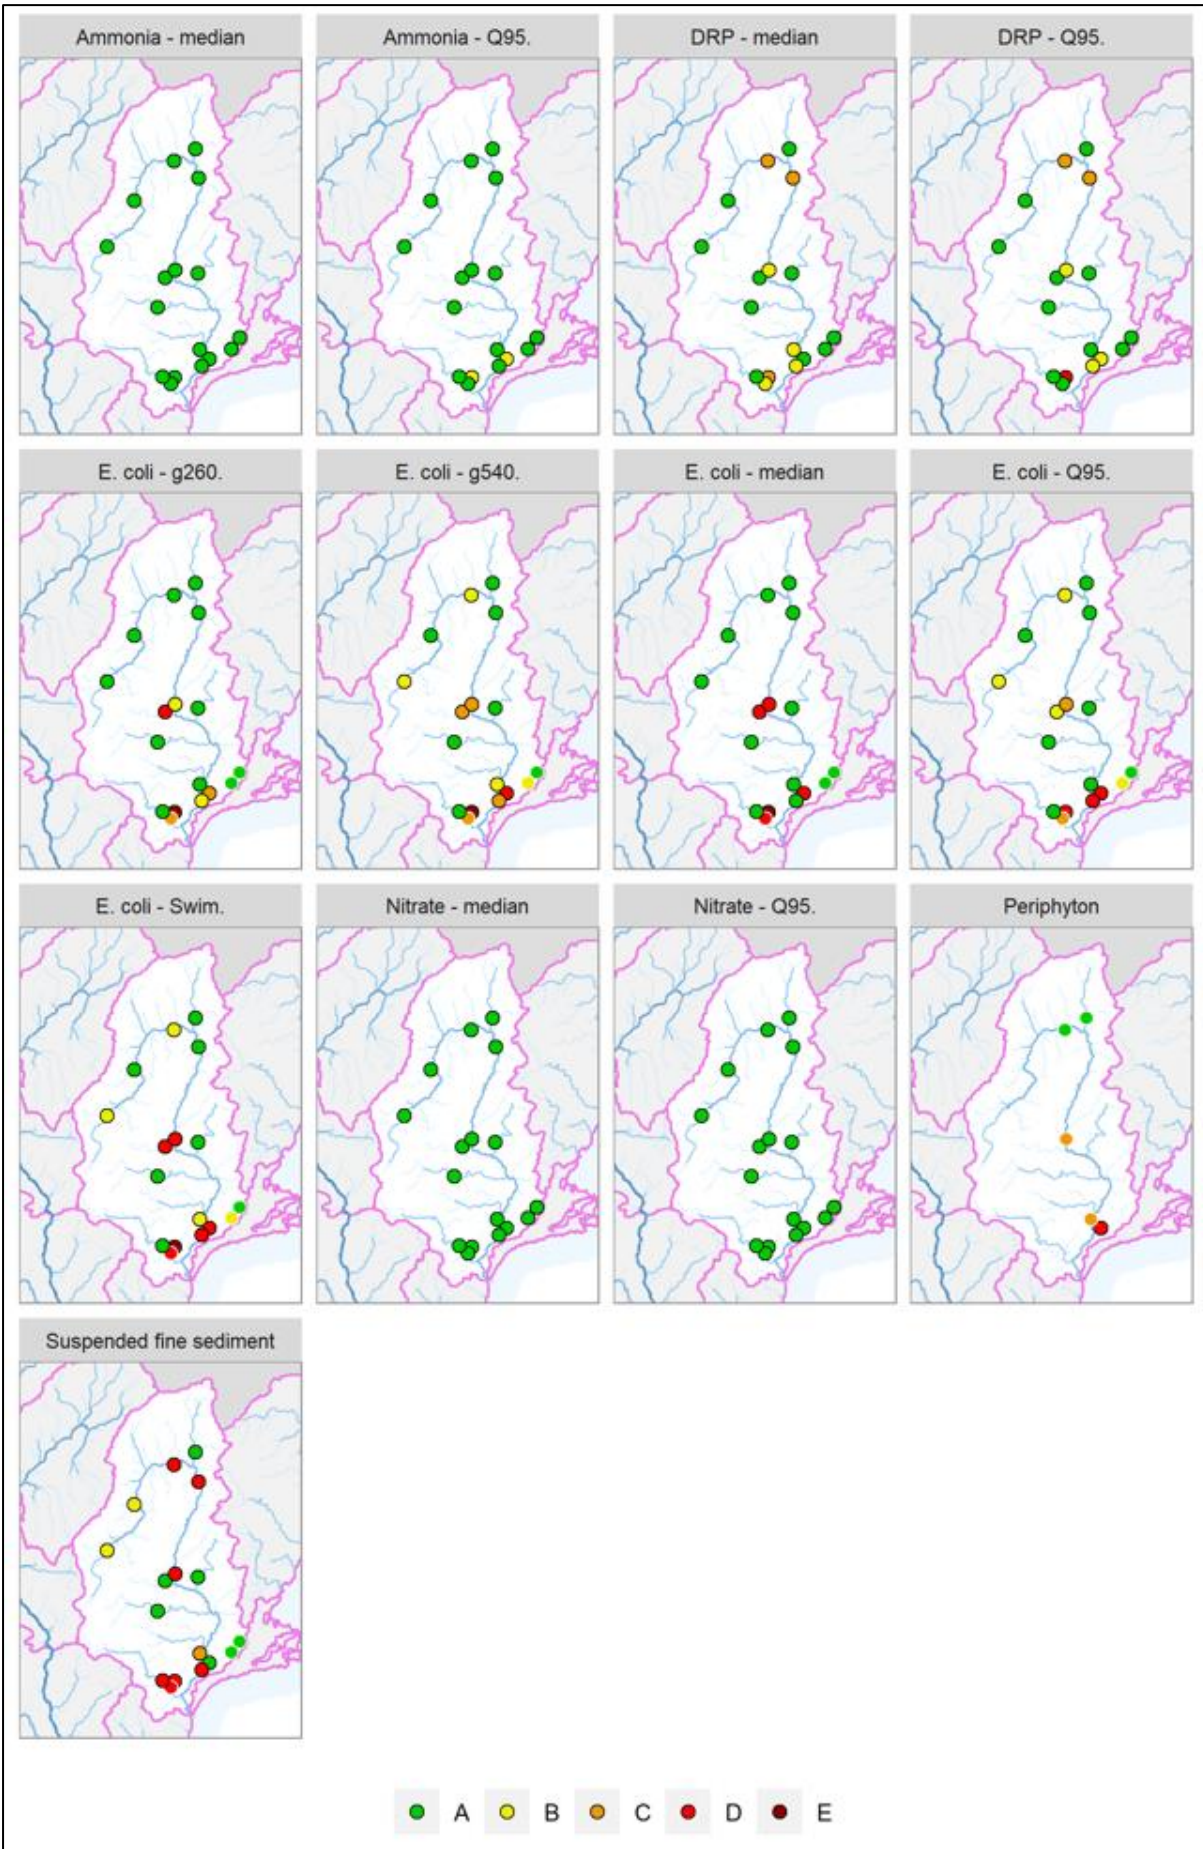 Ammonia - median
Ammonia - Q95.
DRP - median
DRP - Q95.
E. coli - g260.
E. coli - g540.
E. coli - median
E. coli - Q95.
E. coli - Swim.
Nitrate - median
Nitrate - Q95.
Periphyton
Suspended fine sediment
A B C D E